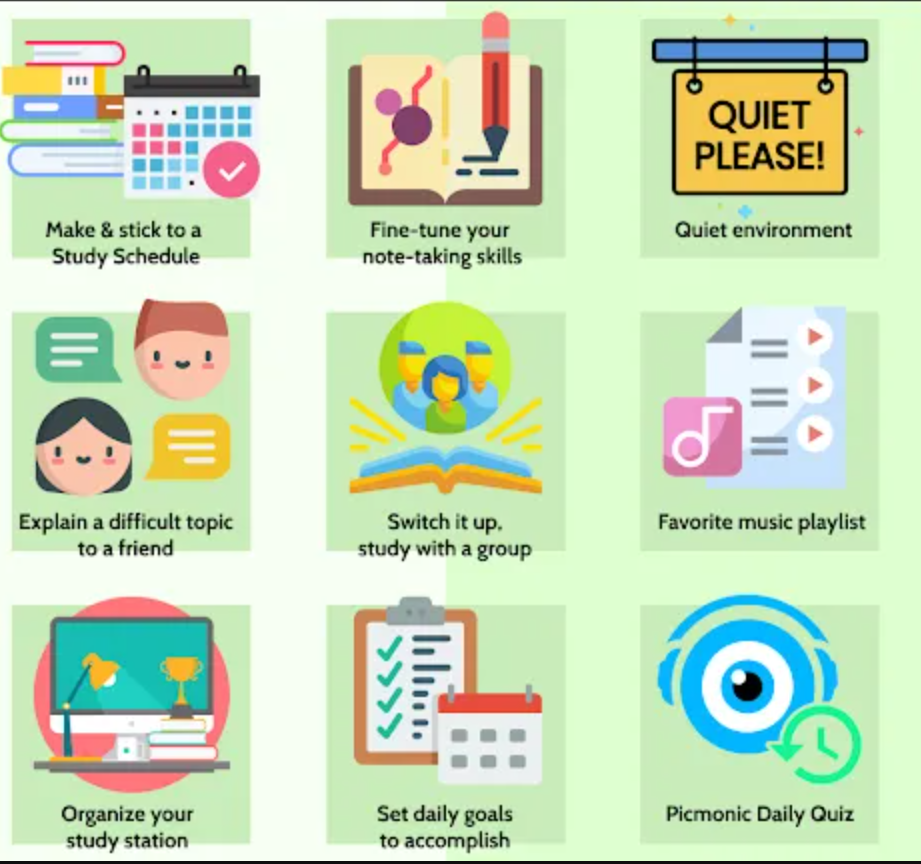 Make & stick to a
Study Schedule
Fine-tune your
note-taking skills
QUIET
PLEASE!
Quiet environment
Explain a difficult topic
to a friend
Switch it up,
study with a group
Favorite music playlist
Organize your
study station
Set daily goals
to accomplish
Picmonic Daily Quiz